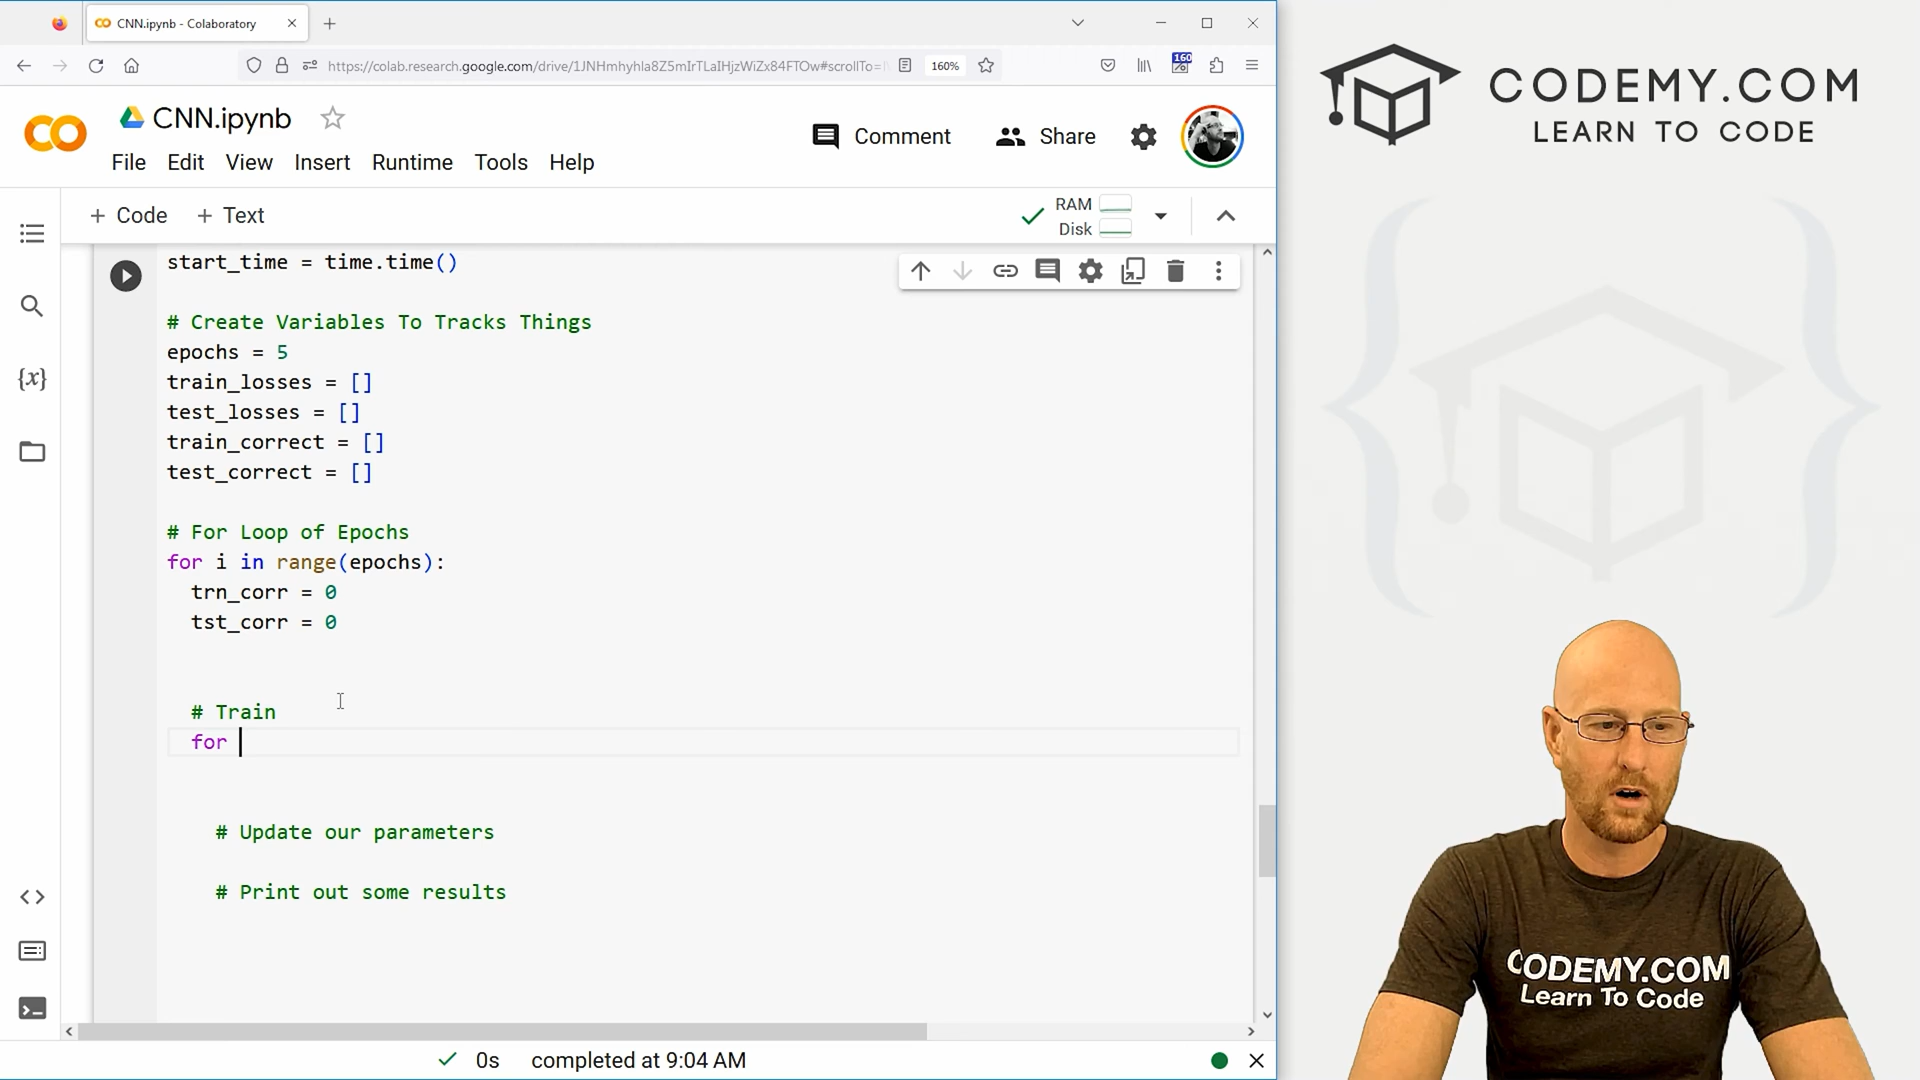 CNN.ipynb - Colaboratory
https://colab.research.google.com/drive/1JNHmhyhla8Z5mIrTLaIHjzWiZx84FTOw#scrollTo=
160%
160
CNN.ipynb
Comment
Share
File Edit View Insert Runtime Tools Help
+ Code + Text
RAM
Disk
start_time = time.time()
# Create Variables To Tracks Things
epochs = 5
train_losses = []
test_losses = []
train_correct = []
test_correct = []
# For Loop of Epochs
for i in range(epochs):
trn_corr = 0
tst_corr = 0
# Train
for
# Update our parameters
# Print out some results
0s completed at 9:04 AM
CODEMY.COM
LEARN TO CODE
CODEMY.COM
Learn To Code